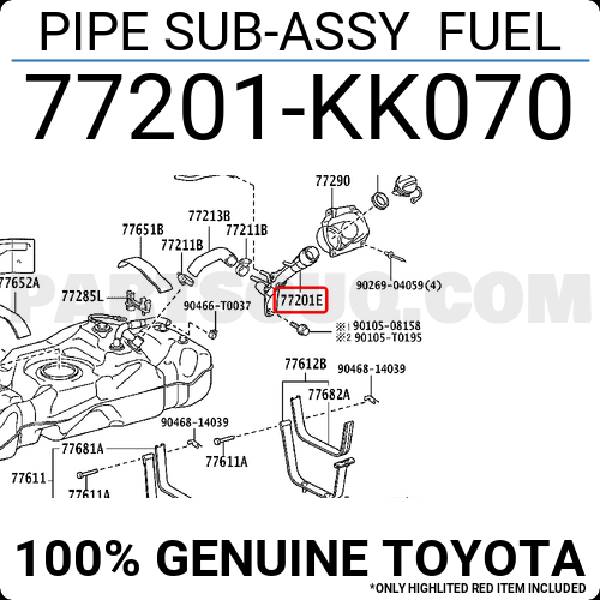 PIPE SUB-ASSY FUEL
77201-KK070
77290
77213B
77651B
77211B
77211B
77652A
77285L
90466-T0037
77201E
90269-04059(4)
※1 90105-08158
※2 90105-T0195
77612B
90468-14039
77682A
90468-14039
77681A
77611A
77611
77611A
100% GENUINE TOYOTA
*ONLY HIGHLITED RED ITEM INCLUDED